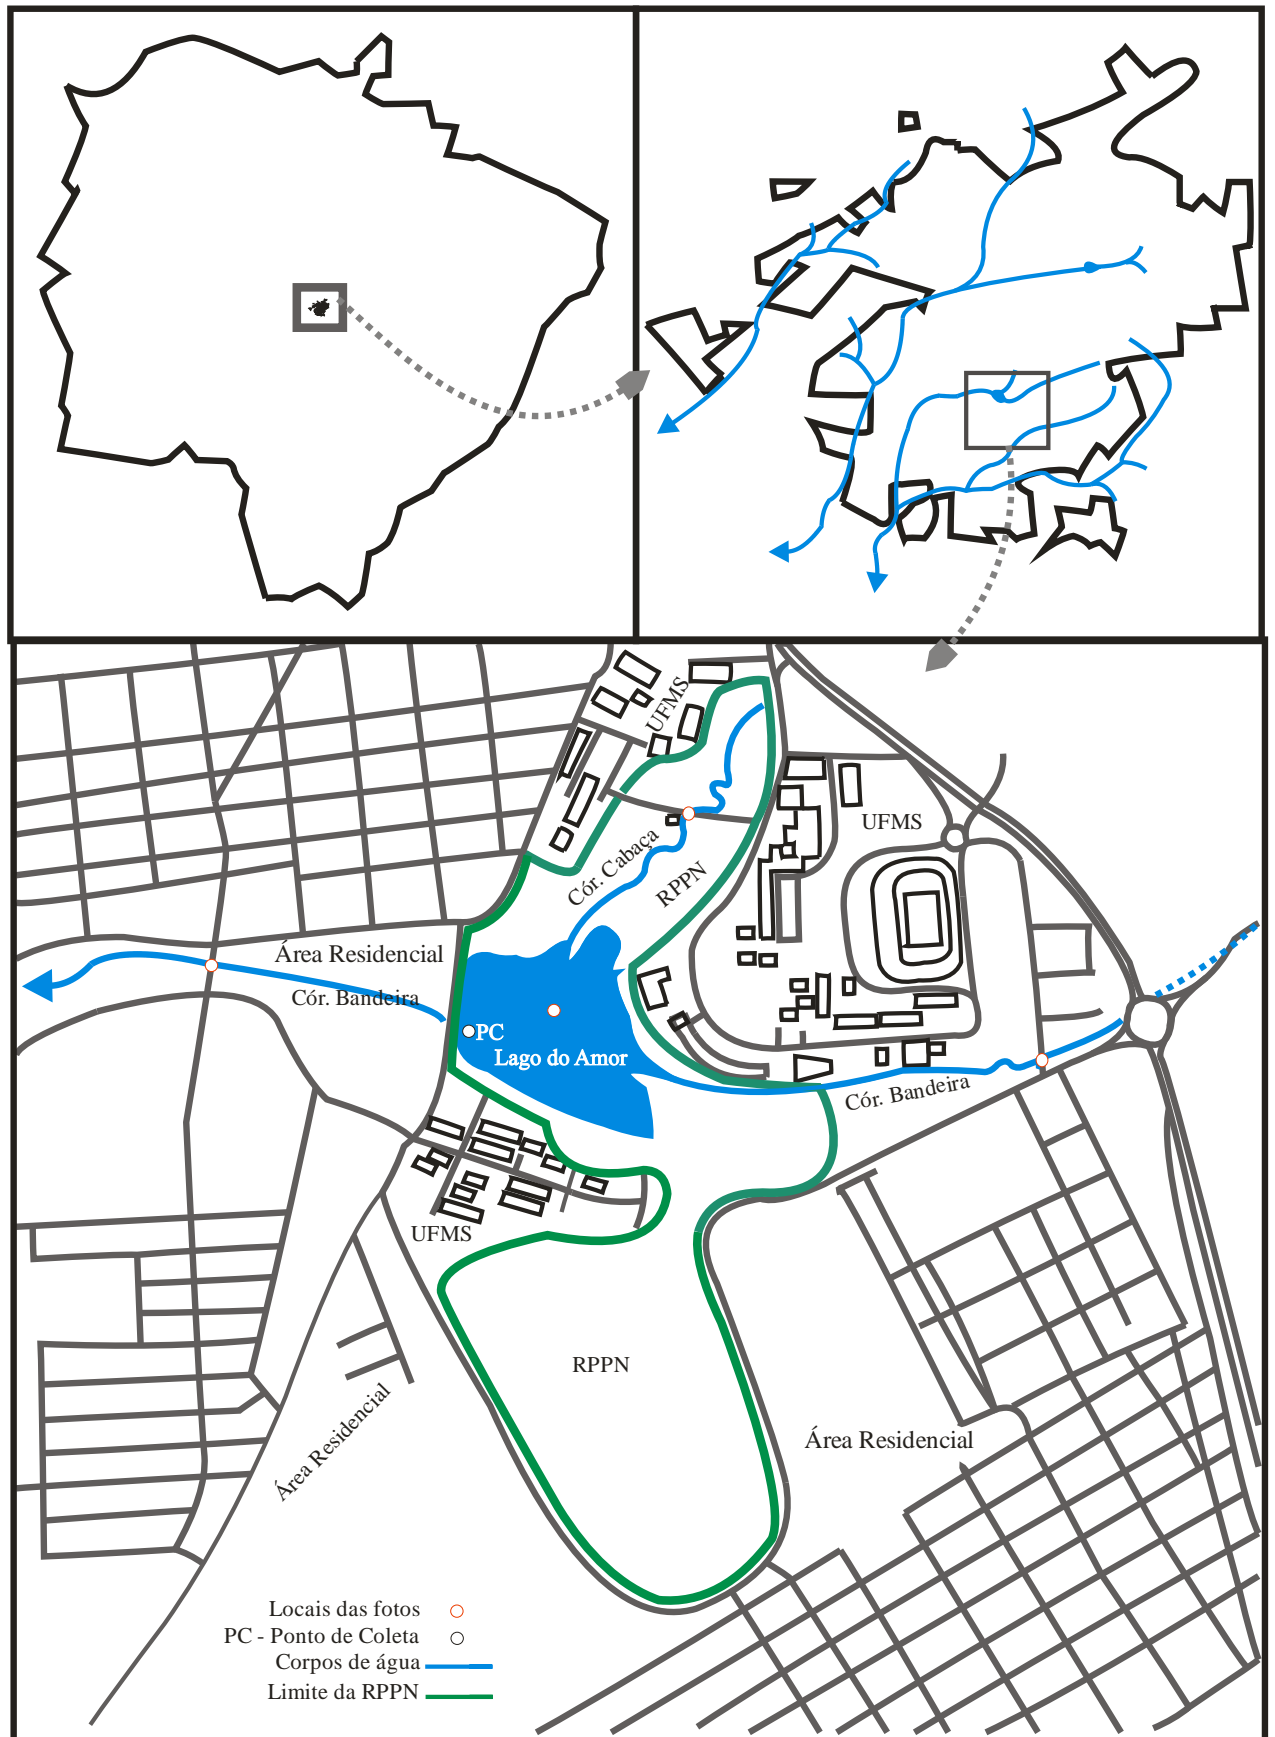 UFMS
UFMS
Cór. Cabaça
RPPN
Área Residencial
Cór. Bandeira
PC
Lago do Amor
Cór. Bandeira
UFMS
RPPN
Área Residencial
Área Residencial
Locais das fotos
PC - Ponto de Coleta
Corpos de água
Limite da RPPN